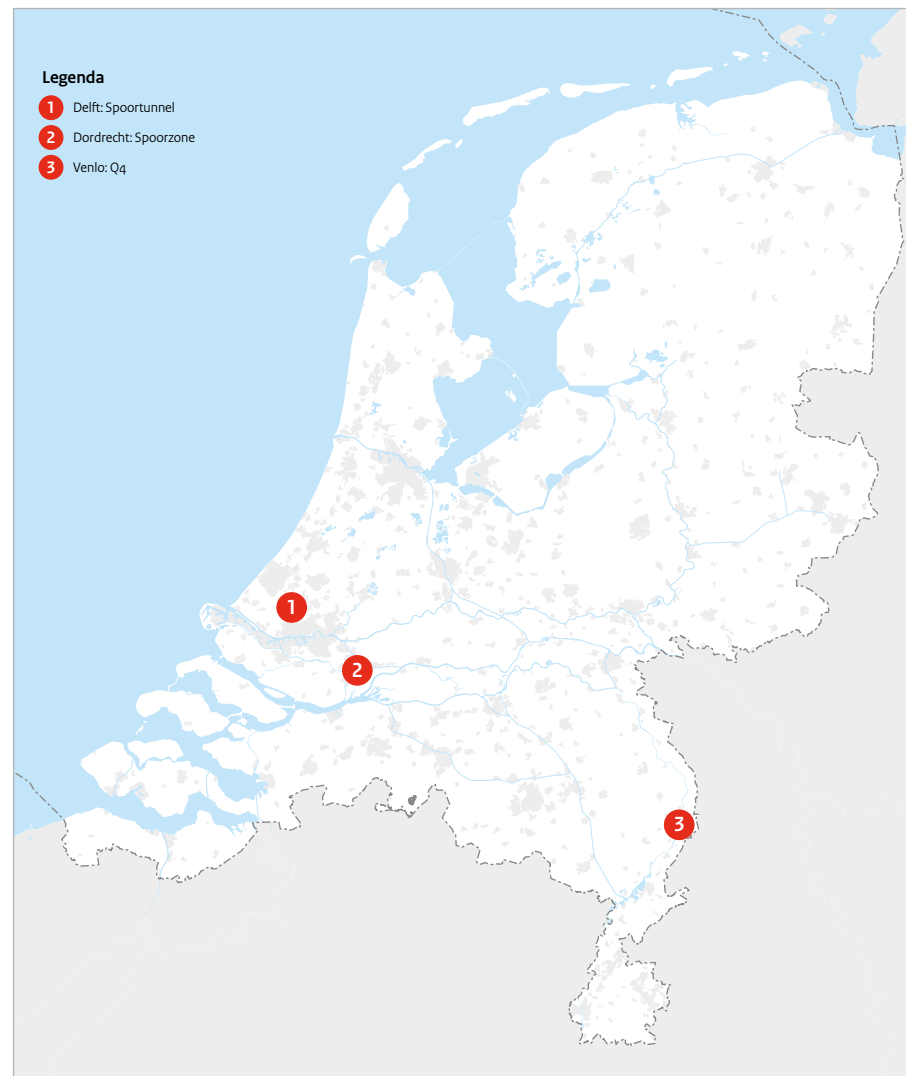 Legenda
1 Delft: Spoortunnel
2 Dordrecht: Spoorzone
3 Venlo: Q4
1
2
3